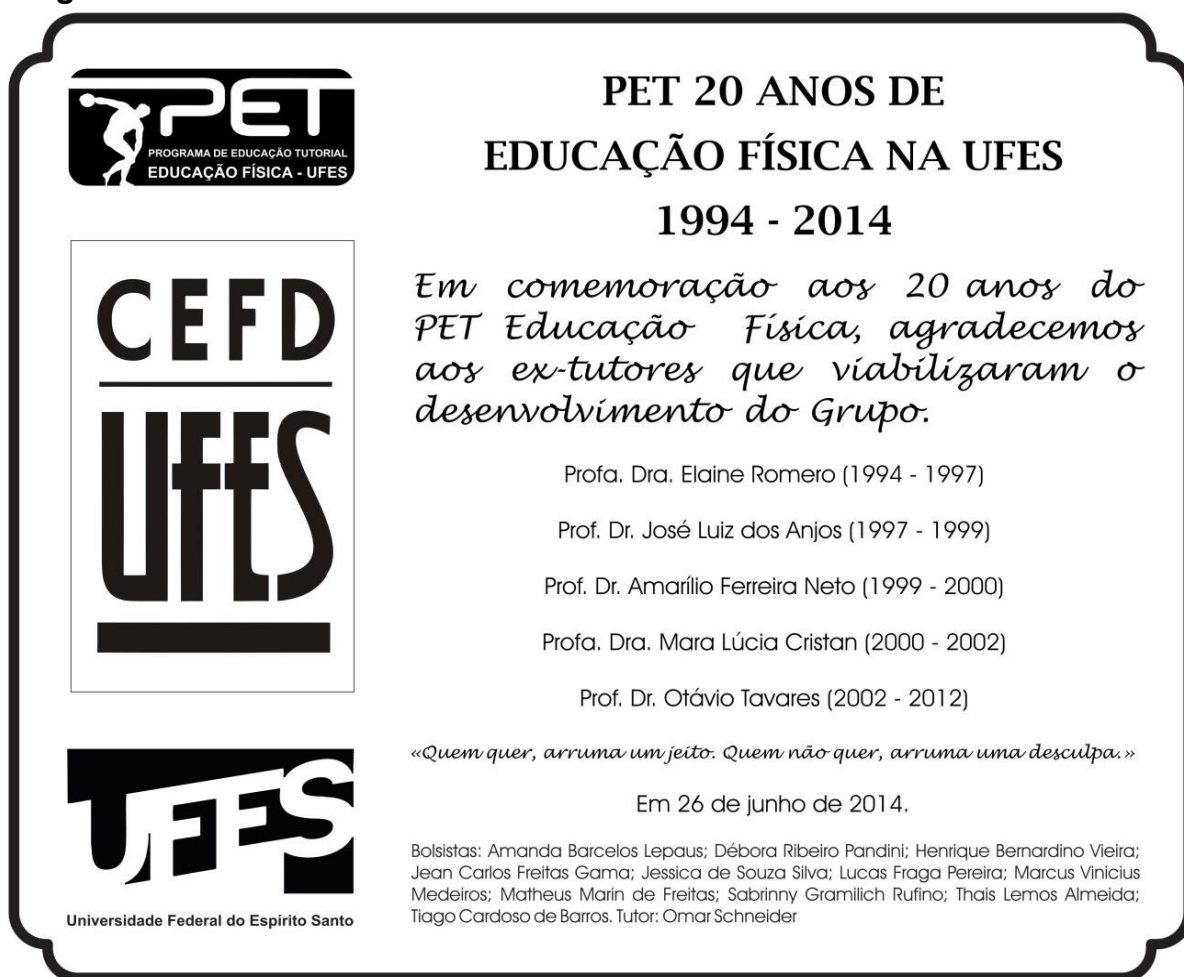 PET
PROGRAMA DE EDUCAÇÃO TUTORIAL
EDUCAÇÃO FÍSICA - UFES
CEFD
UFES
UFES
Universidade Federal do Espírito Santo
PET 20 ANOS DE
EDUCAÇÃO FÍSICA NA UFES
1994 - 2014
Em comemoração aos 20 anos do
PET Educação Física, agradecemos
aos ex-tutores que viabilizaram o
desenvolvimento do Grupo.
Profa. Dra. Elaine Romero (1994 - 1997)
Prof. Dr. José Luiz dos Anjos (1997 - 1999)
Prof. Dr. Amarílio Ferreira Neto (1999 - 2000)
Profa. Dra. Mara Lúcia Cristan (2000 - 2002)
Prof. Dr. Otávio Tavares (2002 - 2012)
«Quem quer, arruma um jeito. Quem não quer, arruma uma desculpa.»
Em 26 de junho de 2014.
Bolsistas: Amanda Barcelos Lepaus; Débora Ribeiro Pandini; Henrique Bernardino Vieira;
Jean Carlos Freitas Gama; Jessica de Souza Silva; Lucas Fraga Pereira; Marcus Vinicius
Medeiros; Matheus Marin de Freitas; Sabrinny Gramilich Rufino; Thais Lemos Almeida;
Tiago Cardoso de Barros. Tutor: Omar Schneider